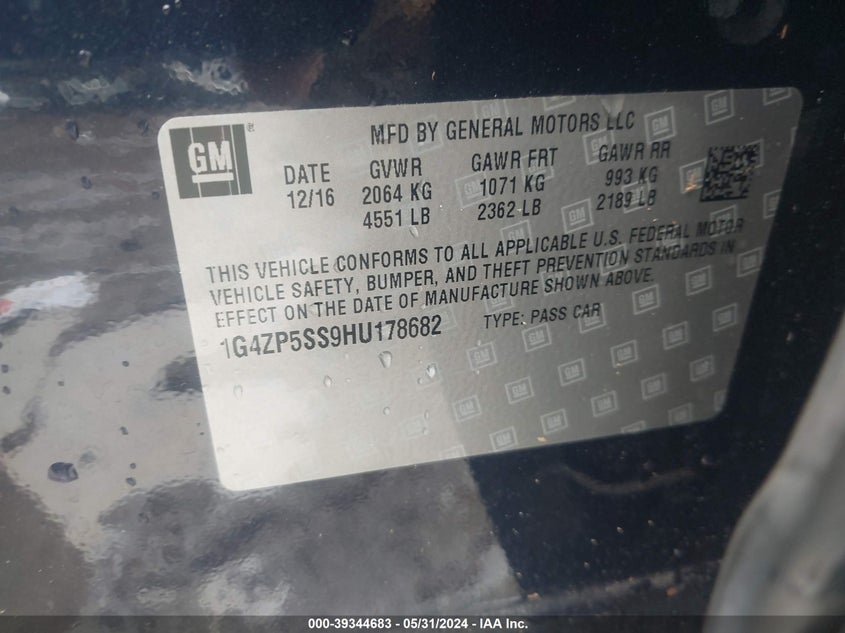 GM®
MFD BY GENERAL MOTORS LLC
DATE GVWR GAWR FRT GAWR RR
12/16 2064 KG 1071 KG 993 KG
4551 LB 2362 LB 2189 LB
THIS VEHICLE CONFORMS TO ALL APPLICABLE U.S. FEDERAL MOTOR
VEHICLE SAFETY, BUMPER, AND THEFT PREVENTION STANDARDS IN
EFFECT ON THE DATE OF MANUFACTURE SHOWN ABOVE.
1G4ZP5SS9HU178682 TYPE: PASS CAR
000-39344683 - 05/31/2024 - IAA Inc.